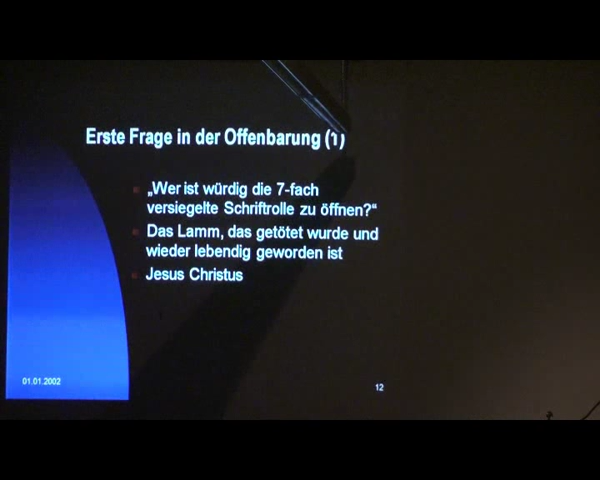 Erste Frage in der Offenbarung (1)
„Wer ist würdig die 7-fach
versiegelte Schriftrolle zu öffnen?“
Das Lamm, das getötet wurde und
wieder lebendig geworden ist
Jesus Christus
01.01.2002
12